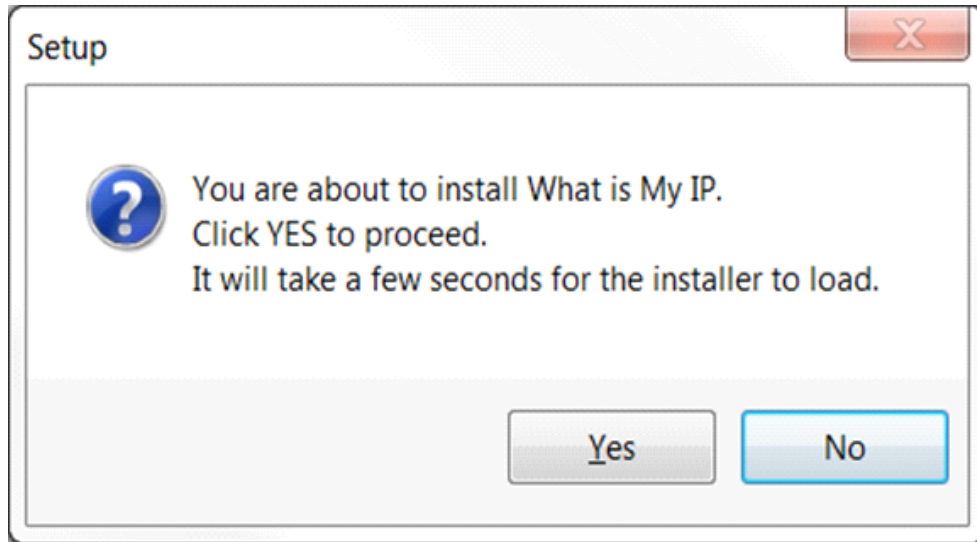 Setup
You are about to install What is My IP.
Click YES to proceed.
It will take a few seconds for the installer to load.
Yes
No